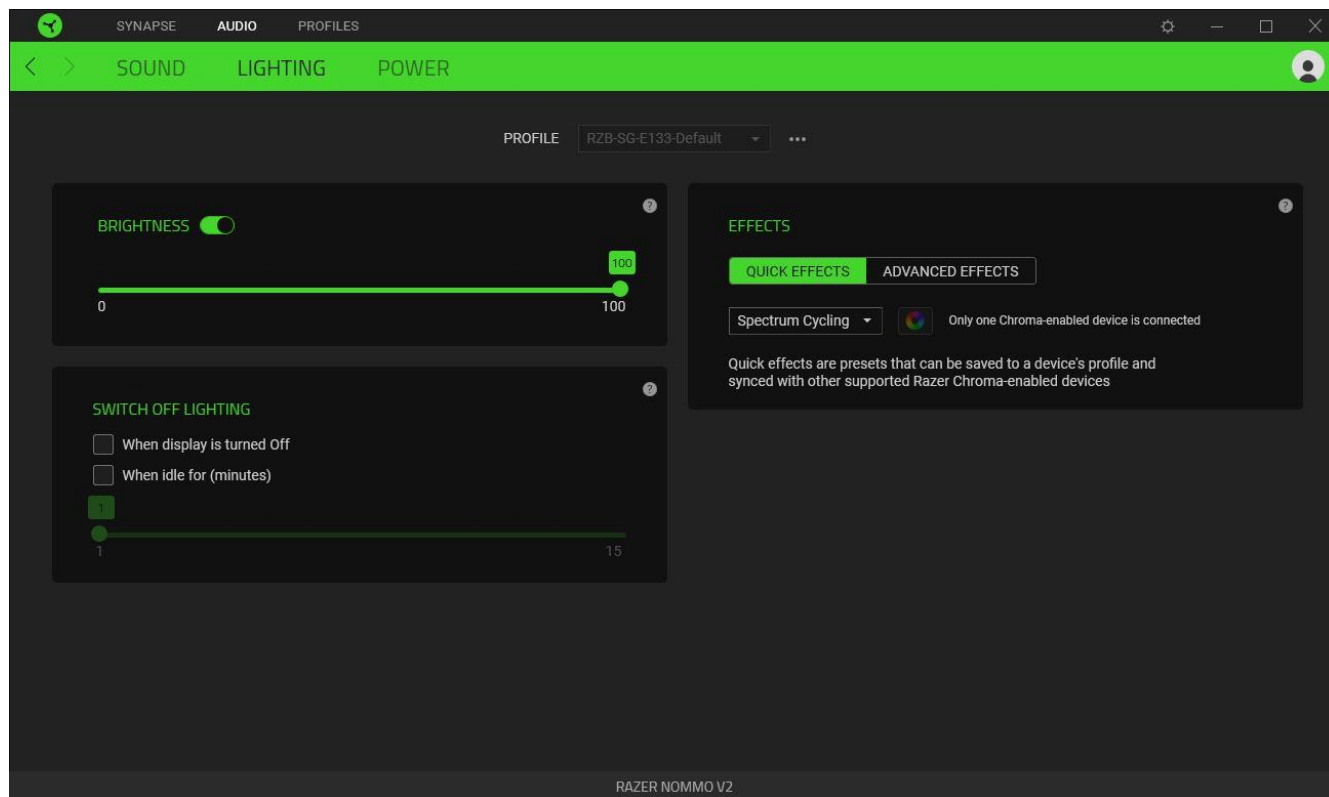 SYNAPSE AUDIO PROFILES
SOUND LIGHTING POWER
PROFILE RZB-SG-E133-Default
BRIGHTNESS
100
0 100
SWITCH OFF LIGHTING
When display is turned Off
When idle for (minutes)
1
1 15
EFFECTS
QUICK EFFECTS ADVANCED EFFECTS
Spectrum Cycling Only one Chroma-enabled device is connected
Quick effects are presets that can be saved to a device's profile and
synced with other supported Razer Chroma-enabled devices
RAZER NOMMO V2